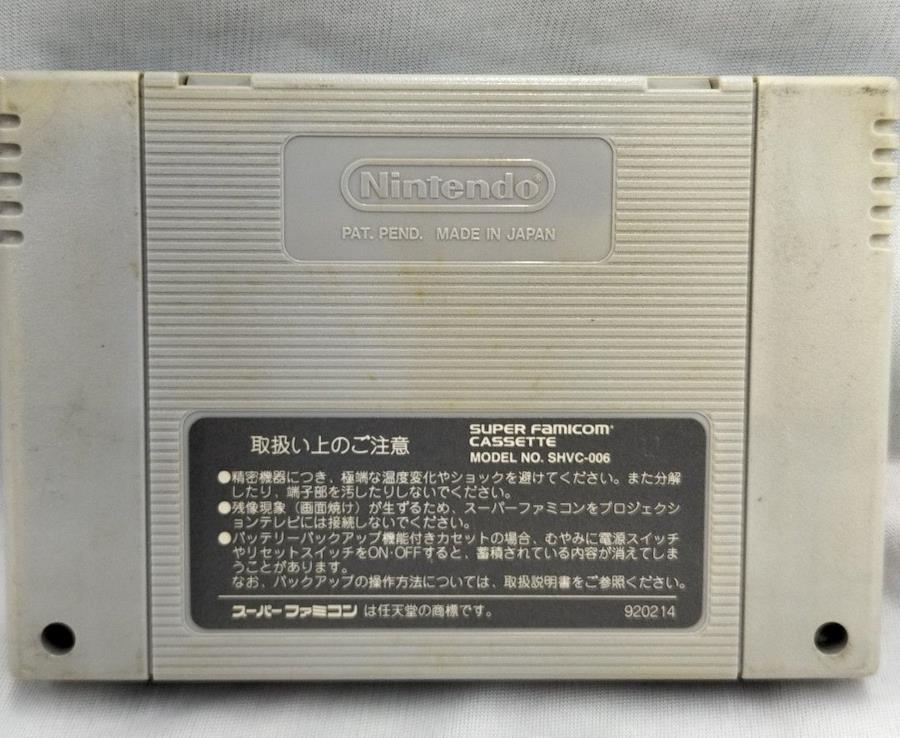 Nintendo®
PAT. PEND. MADE IN JAPAN
取扱い上のご注意
SUPER FAMICOM®
CASSETTE
MODEL NO. SHVC-006
●精密機器につき、極端な温度変化やショックを避けてください。また分解
したり、端子部を汚したりしないでください。
●残像現象（画面焼け）が生ずるため、スーパーファミコンをプロジェクシ
ョンテレビには接続しないでください。
●バッテリーバックアップ機能付きカセットの場合、むやみに電源スイッチ
やリセットスイッチをON・OFFすると、蓄積されている内容が消えてしま
うことがあります。
なお、バックアップの操作方法については、取扱説明書をご参照ください。
スーパーファミコン は任天堂の商標です。
920214